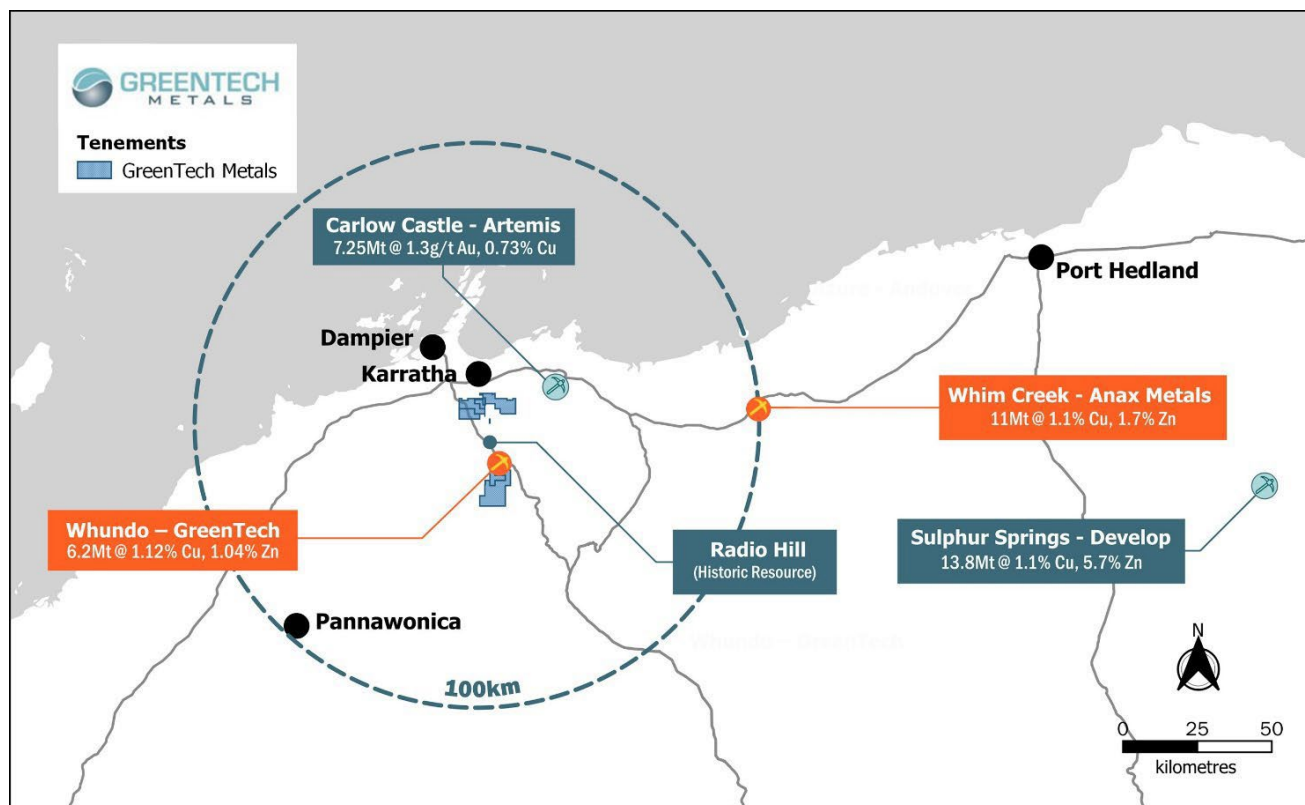 GREENTECH
METALS
Tenements
GreenTech Metals
Carlow Castle - Artemis
7.25Mt @ 1.3g/t Au, 0.73% Cu
Port Hedland
Dampier
Karratha
Whim Creek - Anax Metals
11Mt @ 1.1% Cu, 1.7% Zn
Whundo – GreenTech
6.2Mt @ 1.12% Cu, 1.04% Zn
Radio Hill
(Historic Resource)
Sulphur Springs - Develop
13.8Mt @ 1.1% Cu, 5.7% Zn
Pannawonica
Whundo – GreenTech
100km
N
0 25 50
kilometres